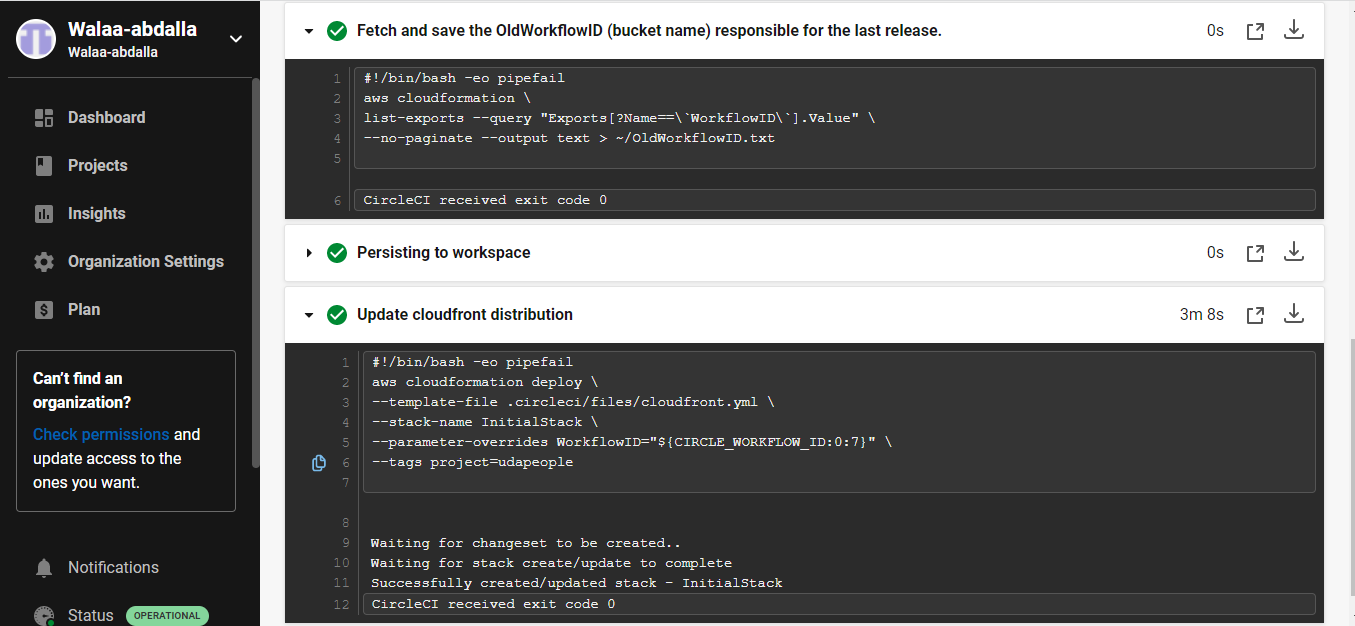 Walaa-abdalla
Walaa-abdalla
Dashboard
Projects
Insights
Organization Settings
Plan
Can't find an
organization?
Check permissions and
update access to the
ones you want.
Notifications
Status OPERATIONAL
Fetch and save the OldWorkflowID (bucket name) responsible for the last release. 0s
1 #!/bin/bash -eo pipefail
2 aws cloudformation \
3 list-exports --query "Exports[?Name==\`WorkflowID\`].Value" \
4 --no-paginate --output text > ~/OldWorkflowID.txt
5
6 CircleCI received exit code 0
Persisting to workspace 0s
Update cloudfront distribution 3m 8s
1 #!/bin/bash -eo pipefail
2 aws cloudformation deploy \
3 --template-file .circleci/files/cloudfront.yml \
4 --stack-name InitialStack \
5 --parameter-overrides WorkflowID="${CIRCLE_WORKFLOW_ID:0:7}" \
6 --tags project=udapeople
7
8
9 Waiting for changeset to be created..
10 Waiting for stack create/update to complete
11 Successfully created/updated stack - InitialStack
12 CircleCI received exit code 0